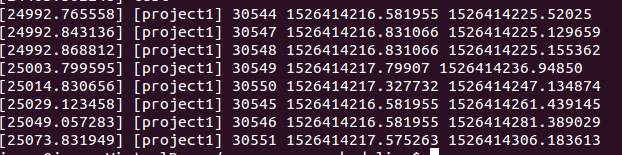 [24992.765558] [project1] 30544 1526414216.581955 1526414225.52025
[24992.843136] [project1] 30547 1526414216.831066 1526414225.129659
[24992.868812] [project1] 30548 1526414216.831066 1526414225.155362
[25003.799595] [project1] 30549 1526414217.79907 1526414236.94850
[25014.830656] [project1] 30550 1526414217.327732 1526414247.134874
[25029.123458] [project1] 30545 1526414216.581955 1526414261.439145
[25049.057283] [project1] 30546 1526414216.581955 1526414281.389029
[25073.831949] [project1] 30551 1526414217.575263 1526414306.183613